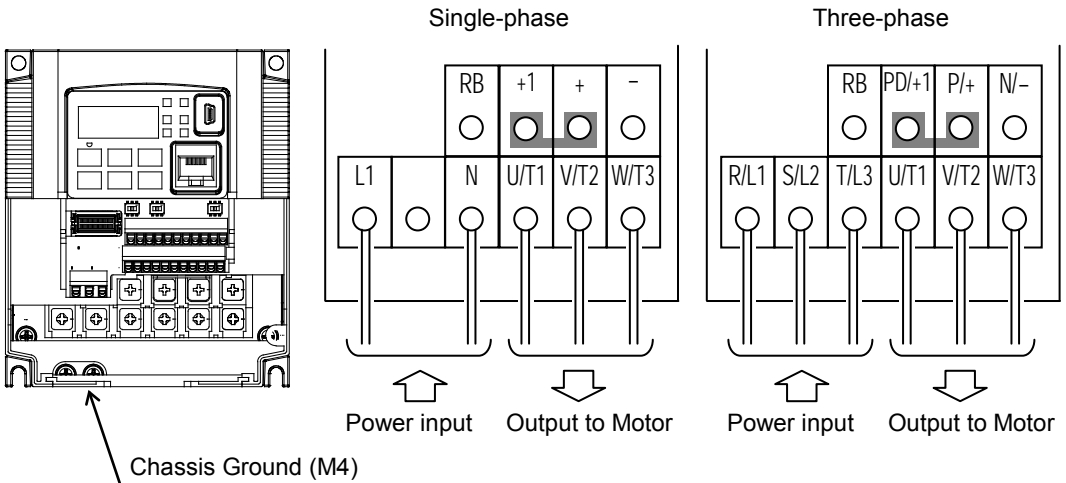 Single-phase
Three-phase
RB +1 + −
L1 N U/T1 V/T2 W/T3
RB PD/+1 P/+ N/−
R/L1 S/L2 T/L3 U/T1 V/T2 W/T3
Power input
Output to Motor
Power input
Output to Motor
Chassis Ground (M4)